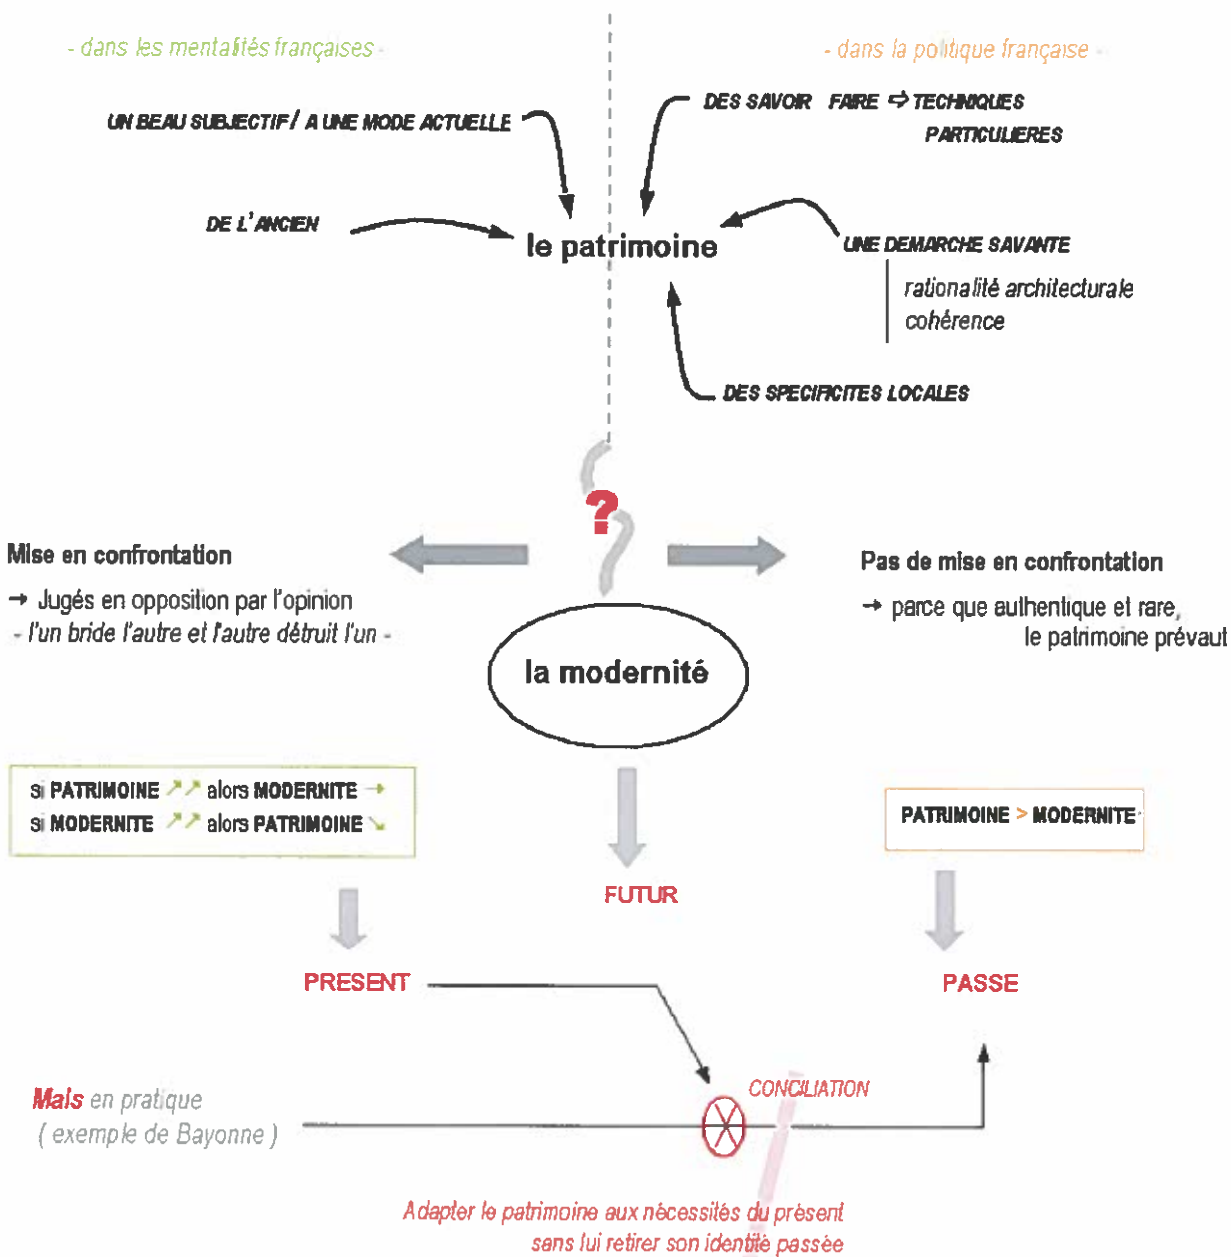 - dans les mentalités françaises -
- dans la politique française -
UN BEAU SUBJECTIF / A UNE MODE ACTUELLE
DES SAVOIR FAIRE ⇨ TECHNIQUES
PARTICULIERES
DE L'ANCIEN
le patrimoine
UNE DEMARCHE SAVANTE
rationalité architecturale
cohérence
DES SPECIFICITES LOCALES
?
Mise en confrontation
→ Jugés en opposition par l'opinion
- l'un bride l'autre et l'autre détruit l'un -
Pas de mise en confrontation
→ parce que authentique et rare,
le patrimoine prévaut
la modernité
si PATRIMOINE ↗↗ alors MODERNITE →
si MODERNITE ↗↗ alors PATRIMOINE ↘
PATRIMOINE > MODERNITE
FUTUR
PRESENT
PASSE
CONCILIATION
Mais en pratique
( exemple de Bayonne )
Adapter le patrimoine aux nécessités du présent
sans lui retirer son identité passée